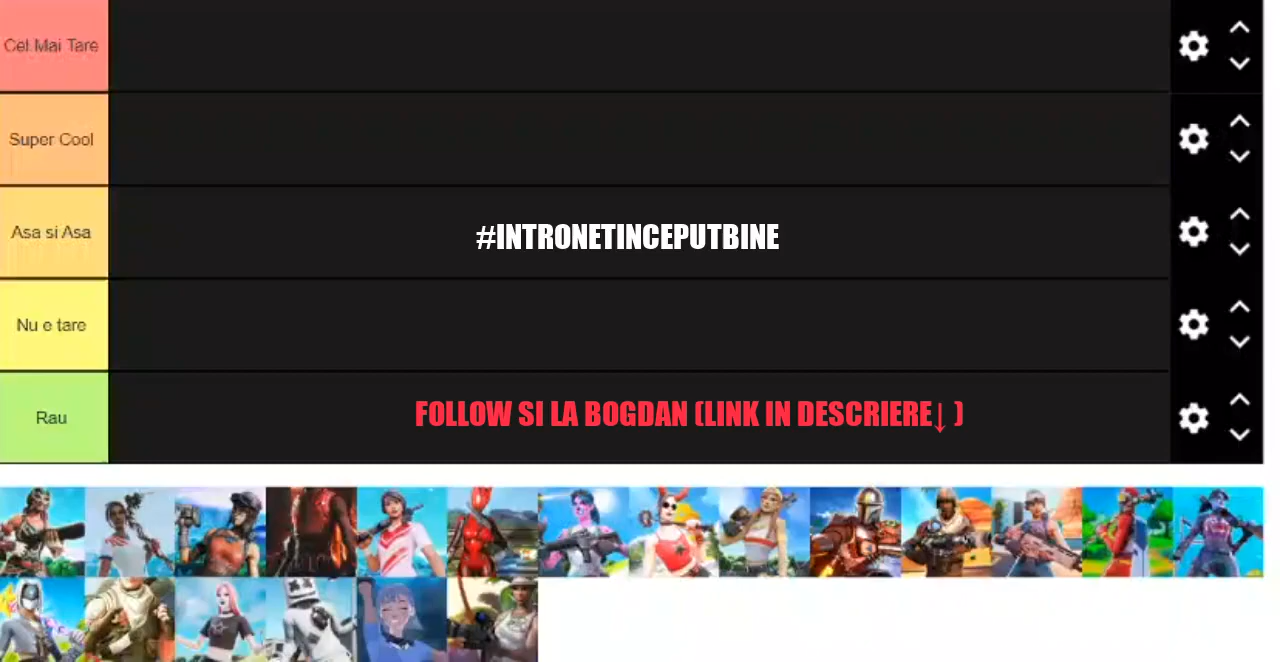 Cel Mai Tare
Super Cool
Asa si Asa
#INTRONETINCEPUTBINE
Nu e tare
Rau
FOLLOW SI LA BOGDAN (LINK IN DESCRIERE↓ )